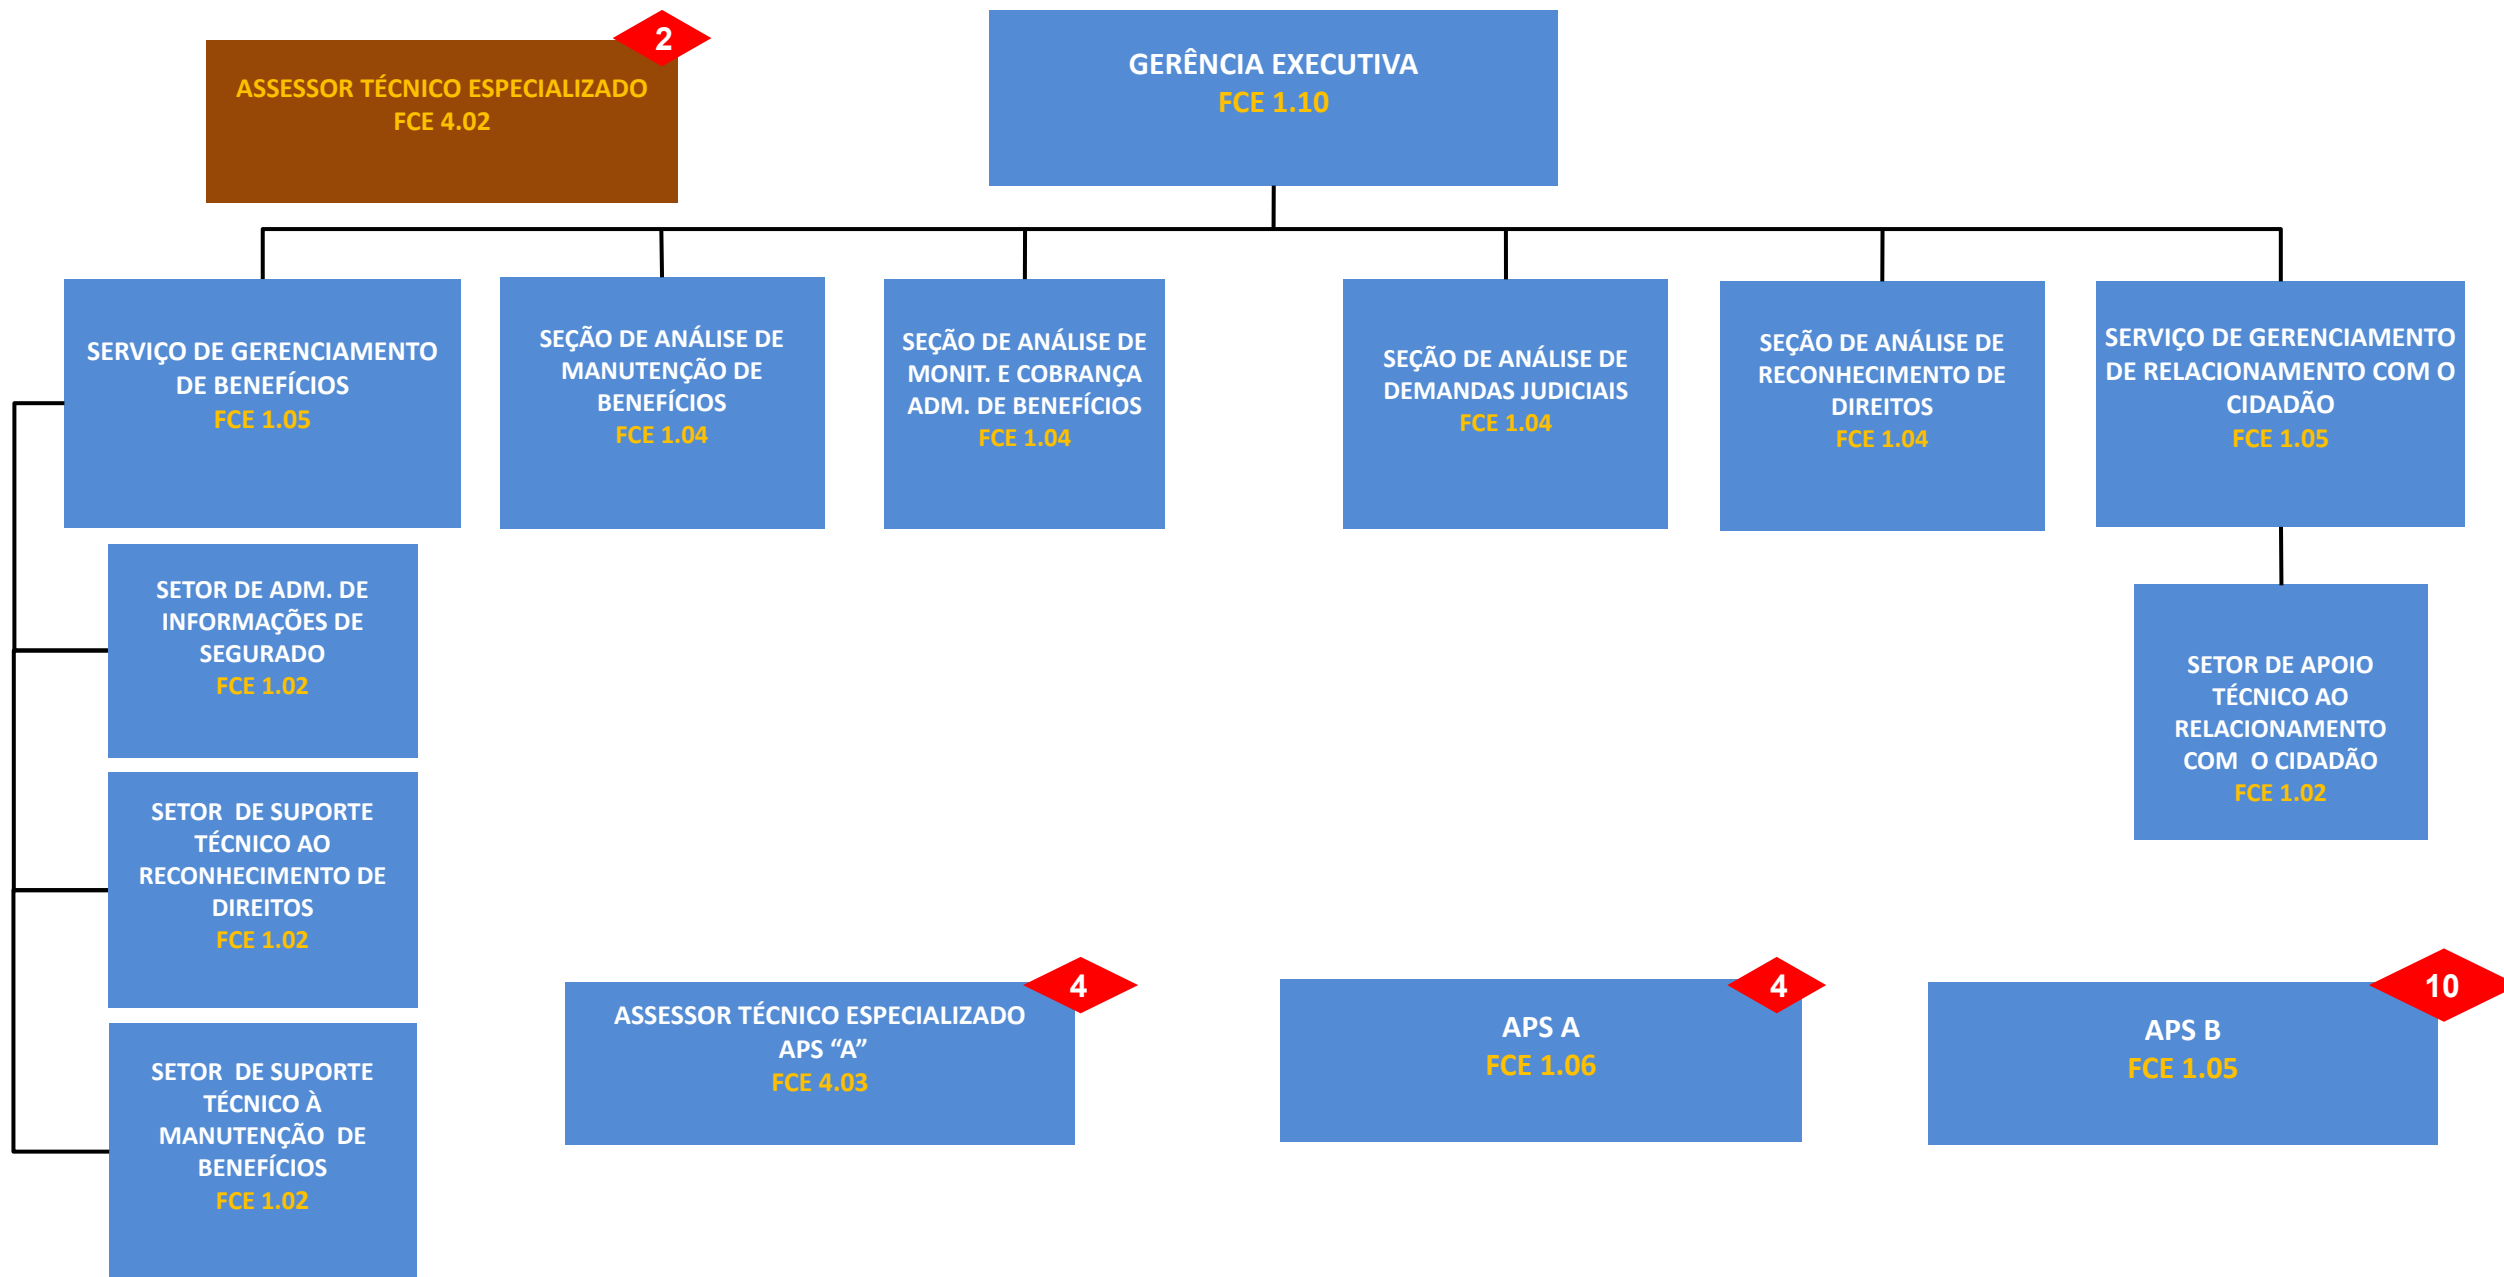 2
ASSESSOR TÉCNICO ESPECIALIZADO
FCE 4.02
GERÊNCIA EXECUTIVA
FCE 1.10
SERVIÇO DE GERENCIAMENTO
DE BENEFÍCIOS
FCE 1.05
SEÇÃO DE ANÁLISE DE
MANUTENÇÃO DE
BENEFÍCIOS
FCE 1.04
SEÇÃO DE ANÁLISE DE
MONIT. E COBRANÇA
ADM. DE BENEFÍCIOS
FCE 1.04
SEÇÃO DE ANÁLISE DE
DEMANDAS JUDICIAIS
FCE 1.04
SEÇÃO DE ANÁLISE DE
RECONHECIMENTO DE
DIREITOS
FCE 1.04
SERVIÇO DE GERENCIAMENTO
DE RELACIONAMENTO COM O
CIDADÃO
FCE 1.05
SETOR DE ADM. DE
INFORMAÇÕES DE
SEGURADO
FCE 1.02
SETOR DE APOIO
TÉCNICO AO
RELACIONAMENTO
COM O CIDADÃO
FCE 1.02
SETOR DE SUPORTE
TÉCNICO AO
RECONHECIMENTO DE
DIREITOS
FCE 1.02
SETOR DE SUPORTE
TÉCNICO À
MANUTENÇÃO DE
BENEFÍCIOS
FCE 1.02
4
ASSESSOR TÉCNICO ESPECIALIZADO
APS “A”
FCE 4.03
4
APS A
FCE 1.06
10
APS B
FCE 1.05